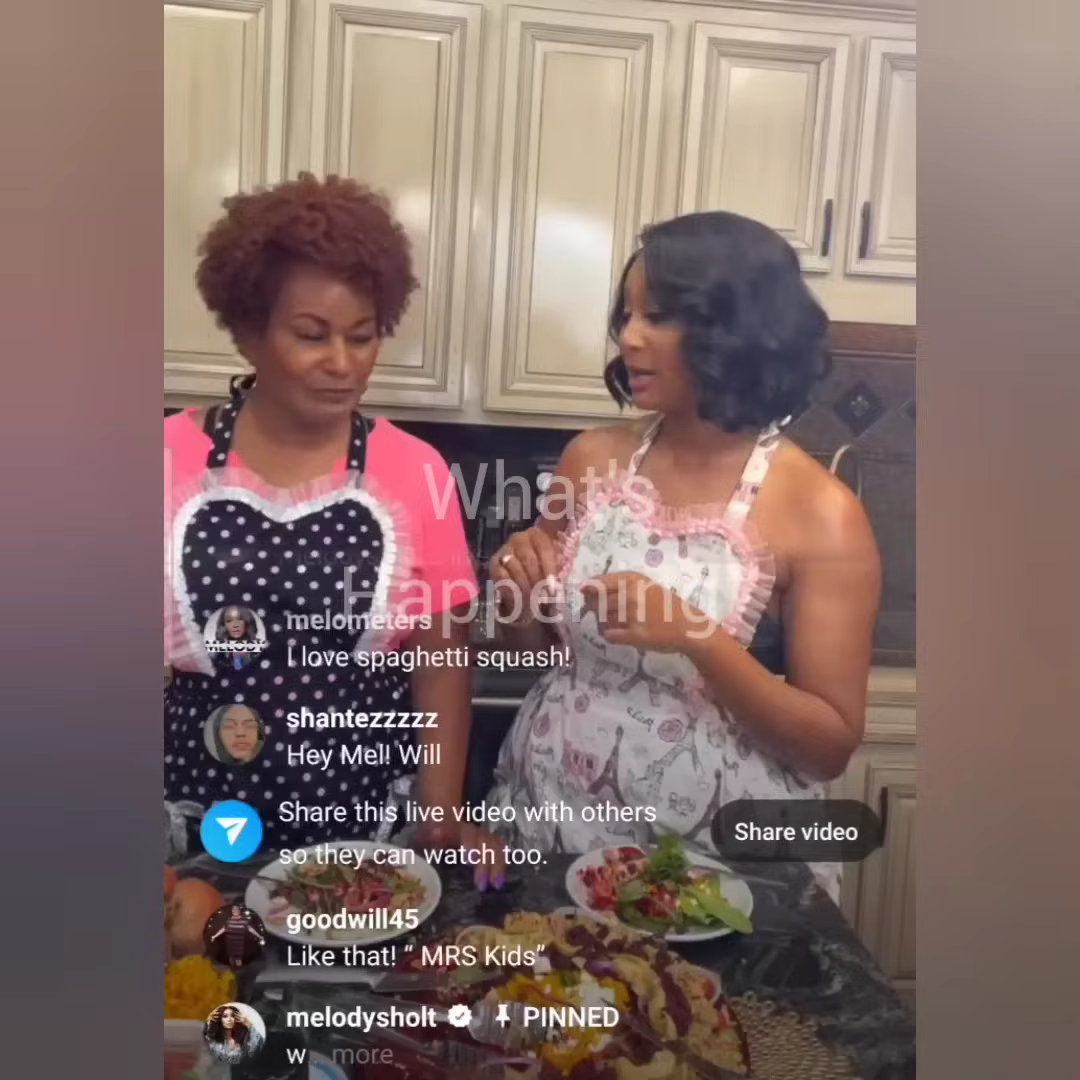 What's
Happening
MELODY
melometers
I love spaghetti squash!
shantezzzzz
Hey Mel! Will
Share this live video with others
so they can watch too.
Share video
goodwill45
Like that! “ MRS Kids”
melodysholt PINNED
w... more